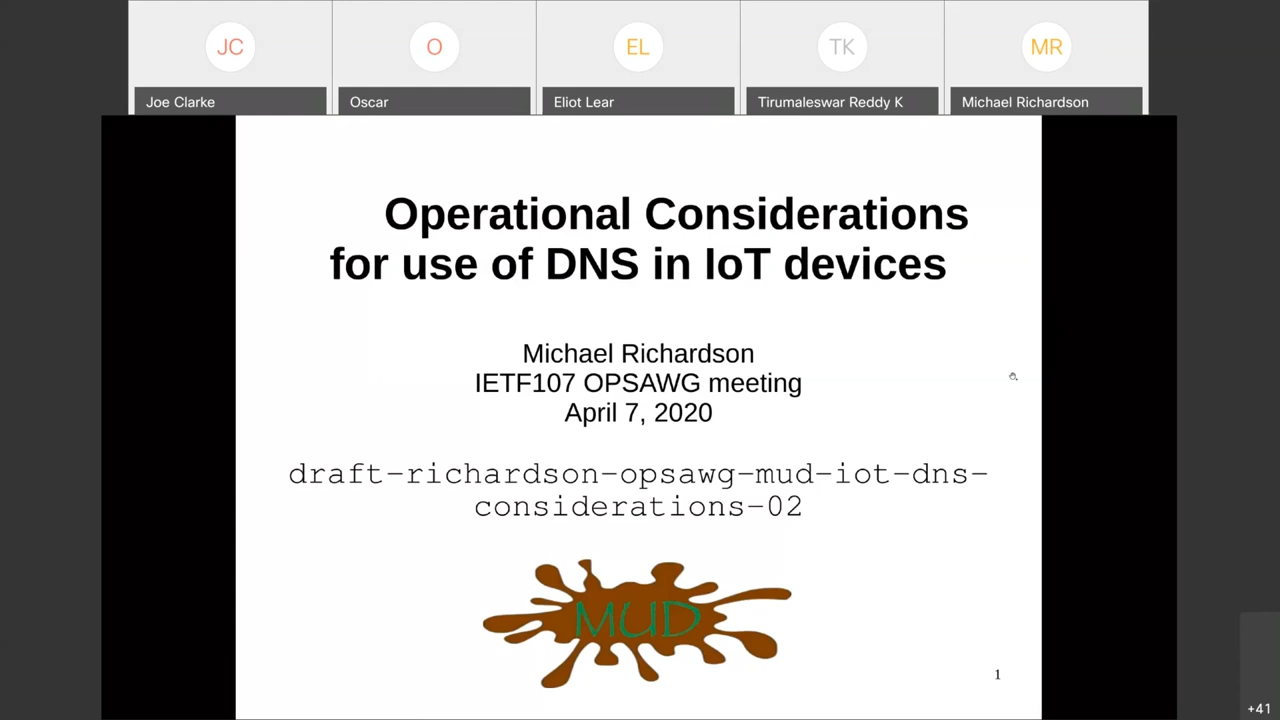 JC
O
EL
TK
MR
Joe Clarke
Oscar
Eliot Lear
Tirumaleswar Reddy K
Michael Richardson
Operational Considerations
for use of DNS in IoT devices
Michael Richardson
IETF107 OPSAWG meeting
April 7, 2020
draft-richardson-opsawg-mud-iot-dns-
considerations-02
MUD
1
+41